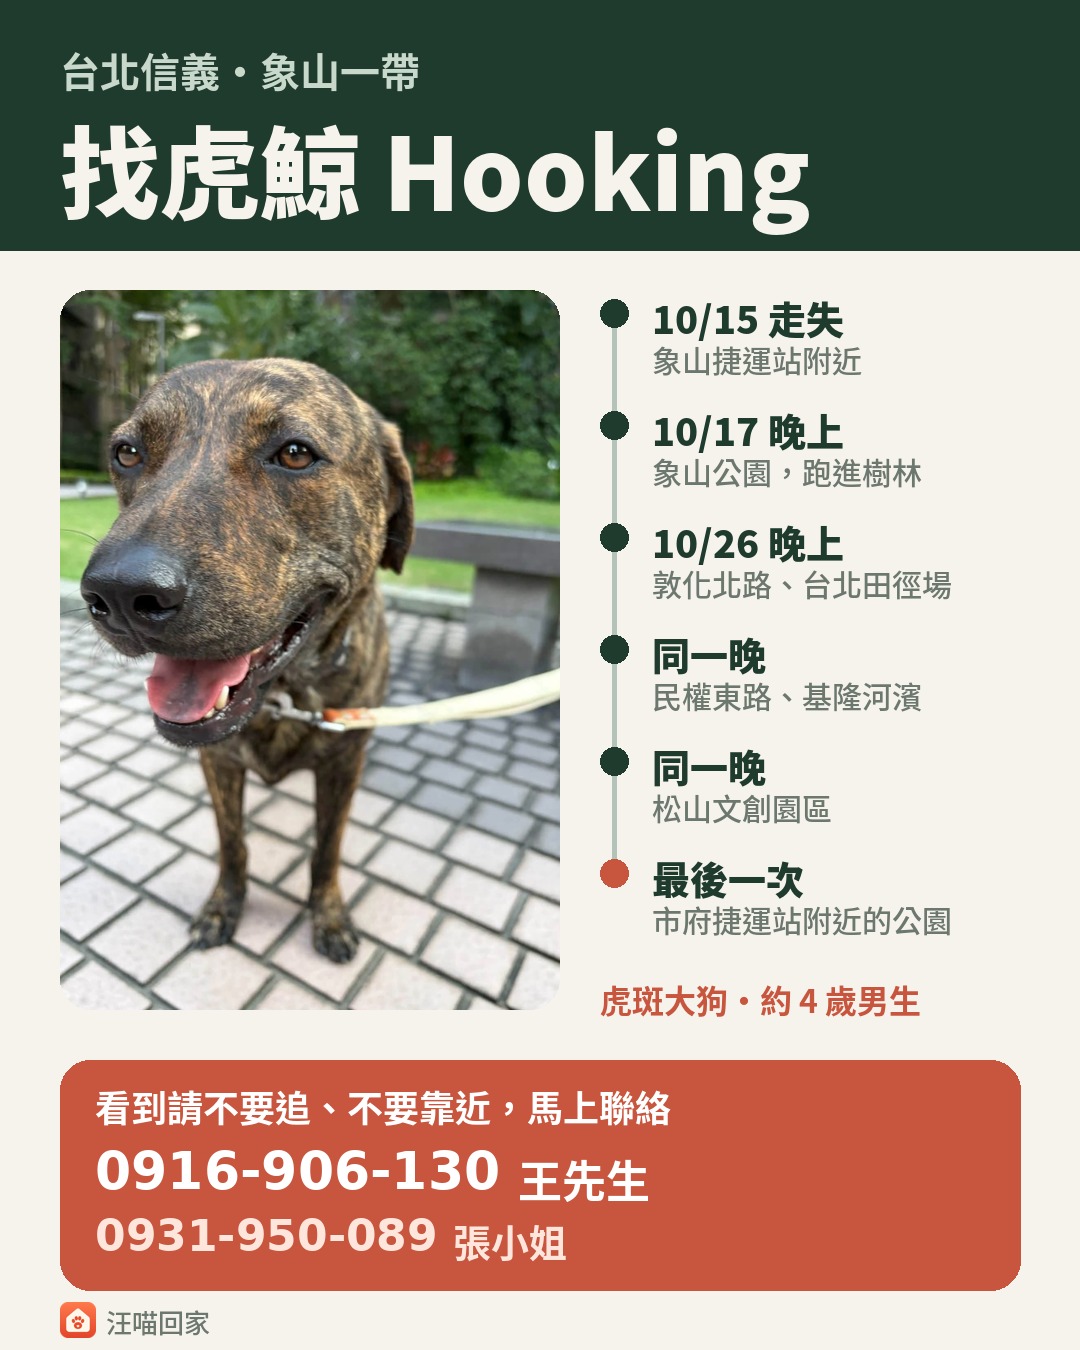 台北信義・象山一帶
找虎鯨 Hooking
10/15 走失
象山捷運站附近
10/17 晚上
象山公園，跑進樹林
10/26 晚上
敦化北路、台北田徑場
同一晚
民權東路、基隆河濱
同一晚
松山文創園區
最後一次
市府捷運站附近的公園
虎斑大狗・約 4 歲男生
看到請不要追、不要靠近，馬上聯絡
0916-906-130 王先生
0931-950-089 張小姐
汪喵回家